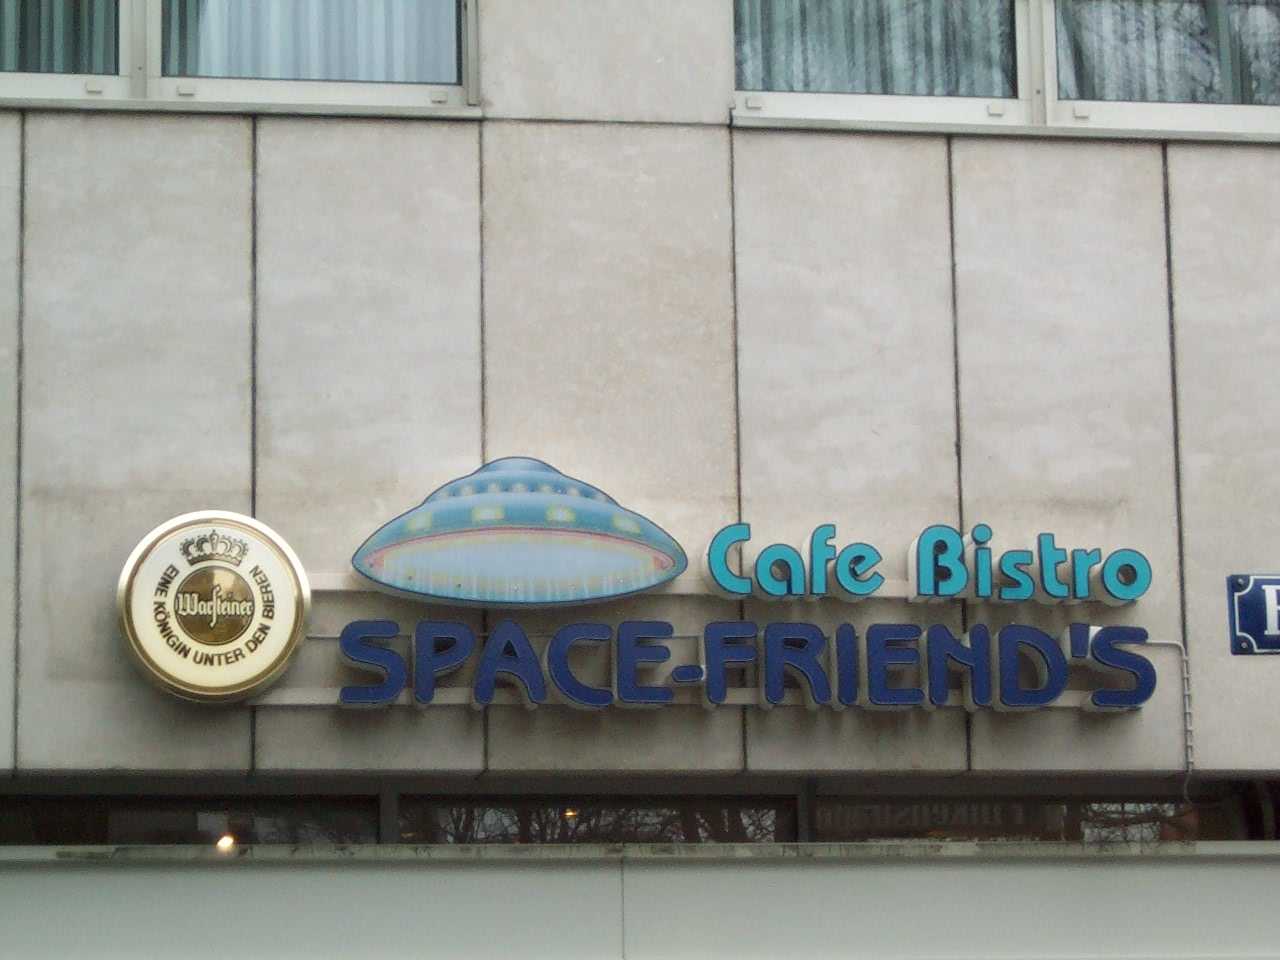 Warsteiner
EINE KÖNIGIN UNTER DEN BIEREN
Cafe Bistro
SPACE-FRIEND'S